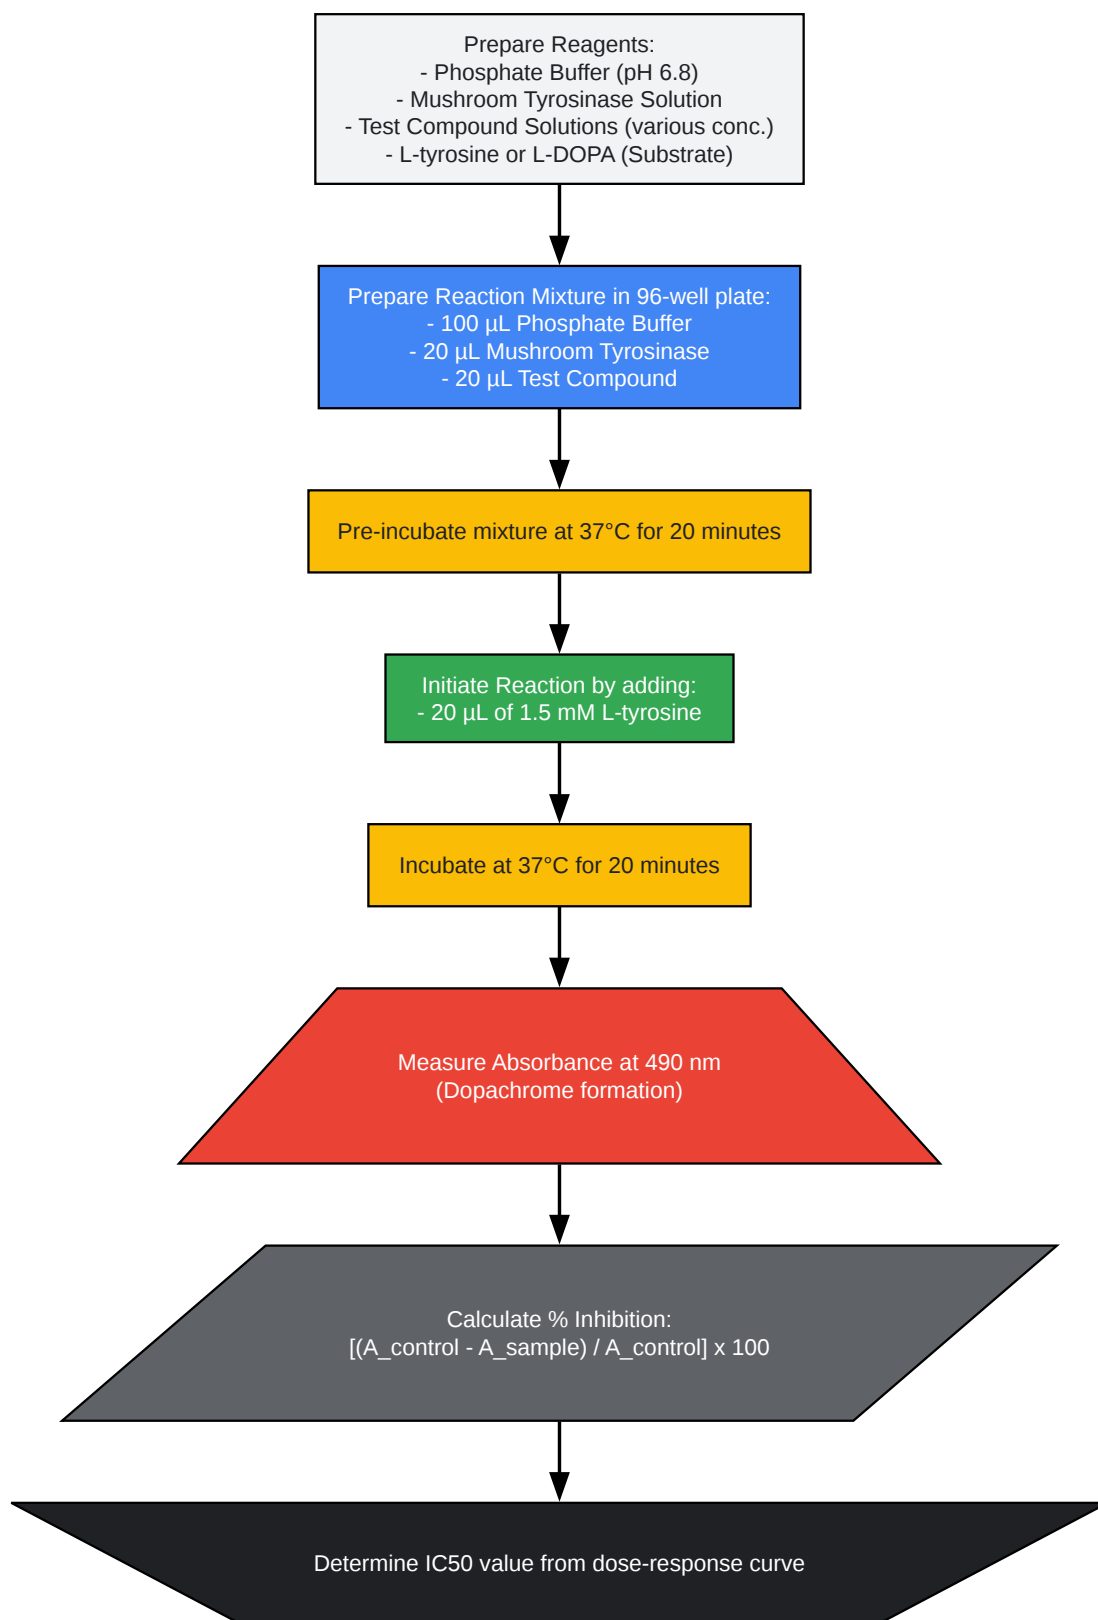 Prepare Reagents:
- Phosphate Buffer (pH 6.8)
- Mushroom Tyrosinase Solution
- Test Compound Solutions (various conc.)
- L-tyrosine or L-DOPA (Substrate)
Prepare Reaction Mixture in 96-well plate:
- 100 µL Phosphate Buffer
- 20 µL Mushroom Tyrosinase
- 20 µL Test Compound
Pre-incubate mixture at 37°C for 20 minutes
Initiate Reaction by adding:
- 20 µL of 1.5 mM L-tyrosine
Incubate at 37°C for 20 minutes
Measure Absorbance at 490 nm
(Dopachrome formation)
Calculate % Inhibition:
[(A_control - A_sample) / A_control] x 100
Determine IC50 value from dose-response curve